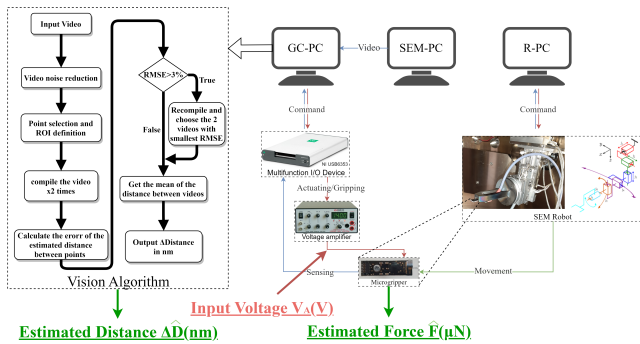 Input Video
Video noise reduction
Point selection and
ROI definition
compile the video
x2 times
Calculate the erorr of the
estimated distance
between points
RMSE>3%
True
False
Recompile and
choose the 2
videos with
smallest RMSE
Get the mean of the
distance between videos
Output ΔDistance
in nm
Vision Algorithm
GC-PC
Video
SEM-PC
R-PC
Command
Command
NI USB6353
Multifunction I/O Device
Actuating/Gripping
Voltage amplifier
Sensing
Microgripper
Movement
SEM Robot
Input Voltage V_A(V)
Estimated Distance ΔD̂(nm)
Estimated Force F̂(μN)